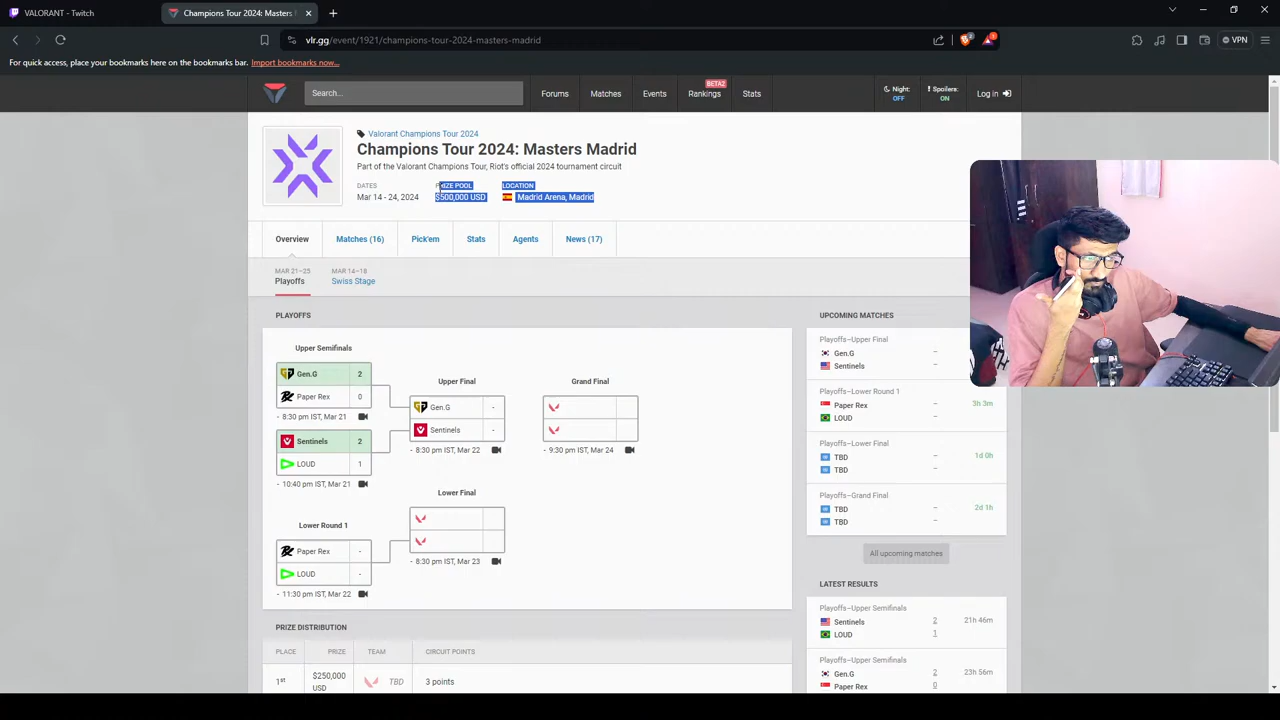 VALORANT - Twitch
Champions Tour 2024: Masters
vlr.gg/event/1921/champions-tour-2024-masters-madrid
VPN
For quick access, place your bookmarks here on the bookmarks bar. Import bookmarks now...
Search...
Forums
Matches
Events
BETA2
Rankings
Stats
Night:
OFF
Spoilers:
ON
Log in
Valorant Champions Tour 2024
Champions Tour 2024: Masters Madrid
Part of the Valorant Champions Tour, Riot's official 2024 tournament circuit
DATES
Mar 14 - 24, 2024
PRIZE POOL
$500,000 USD
LOCATION
Madrid Arena, Madrid
Overview
Matches (16)
Pick'em
Stats
Agents
News (17)
MAR 21–25
Playoffs
MAR 14–18
Swiss Stage
PLAYOFFS
Upper Semifinals
Gen.G 2
Paper Rex 0
- 8:30 pm IST, Mar 21
Sentinels 2
LOUD 1
- 10:40 pm IST, Mar 21
Upper Final
Gen.G -
Sentinels -
- 8:30 pm IST, Mar 22
Grand Final
- 9:30 pm IST, Mar 24
Lower Round 1
Paper Rex -
LOUD -
- 11:30 pm IST, Mar 22
Lower Final
- 8:30 pm IST, Mar 23
PRIZE DISTRIBUTION
PLACE PRIZE TEAM CIRCUIT POINTS
1st $250,000 USD TBD 3 points
UPCOMING MATCHES
Playoffs–Upper Final
Gen.G –
Sentinels –
Playoffs–Lower Round 1
Paper Rex – 3h 3m
LOUD –
Playoffs–Lower Final
TBD – 1d 0h
TBD –
Playoffs–Grand Final
TBD – 2d 1h
TBD –
All upcoming matches
LATEST RESULTS
Playoffs–Upper Semifinals
Sentinels 2 21h 46m
LOUD 1
Playoffs–Upper Semifinals
Gen.G 2 23h 56m
Paper Rex 0